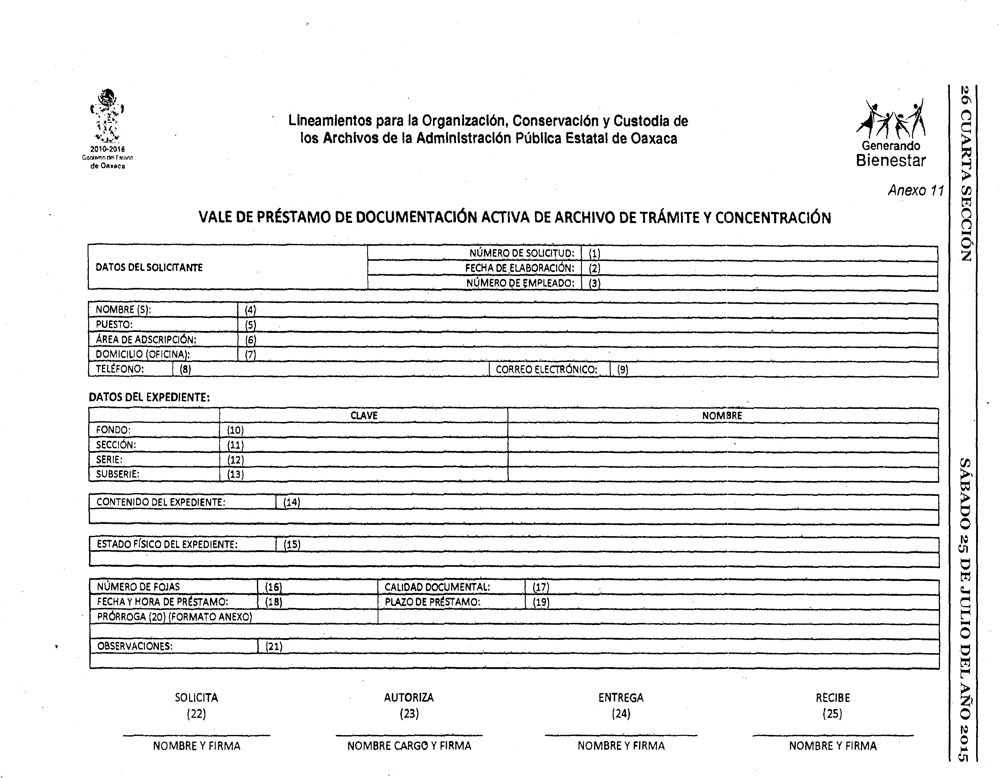 26 CUARTA SECCIÓN
SÁBADO 25 DE JULIO DEL AÑO 2015
2010-2016
Gobierno del Estado
de Oaxaca
Lineamientos para la Organización, Conservación y Custodia de
los Archivos de la Administración Pública Estatal de Oaxaca
Generando
Bienestar
Anexo 11
VALE DE PRÉSTAMO DE DOCUMENTACIÓN ACTIVA DE ARCHIVO DE TRÁMITE Y CONCENTRACIÓN
DATOS DEL SOLICITANTE
NÚMERO DE SOLICITUD: (1)
FECHA DE ELABORACIÓN: (2)
NÚMERO DE EMPLEADO: (3)
NOMBRE (S): (4)
PUESTO: (5)
ÁREA DE ADSCRIPCIÓN: (6)
DOMICILIO (OFICINA): (7)
TELÉFONO: (8) CORREO ELECTRÓNICO: (9)
DATOS DEL EXPEDIENTE:
CLAVE NOMBRE
FONDO: (10)
SECCIÓN: (11)
SERIE: (12)
SUBSERIE: (13)
CONTENIDO DEL EXPEDIENTE: (14)
ESTADO FÍSICO DEL EXPEDIENTE: (15)
NÚMERO DE FOJAS (16) CALIDAD DOCUMENTAL: (17)
FECHA Y HORA DE PRÉSTAMO: (18) PLAZO DE PRÉSTAMO: (19)
PRÓRROGA (20) (FORMATO ANEXO)
OBSERVACIONES: (21)
SOLICITA AUTORIZA ENTREGA RECIBE
(22) (23) (24) (25)
NOMBRE Y FIRMA NOMBRE CARGO Y FIRMA NOMBRE Y FIRMA NOMBRE Y FIRMA